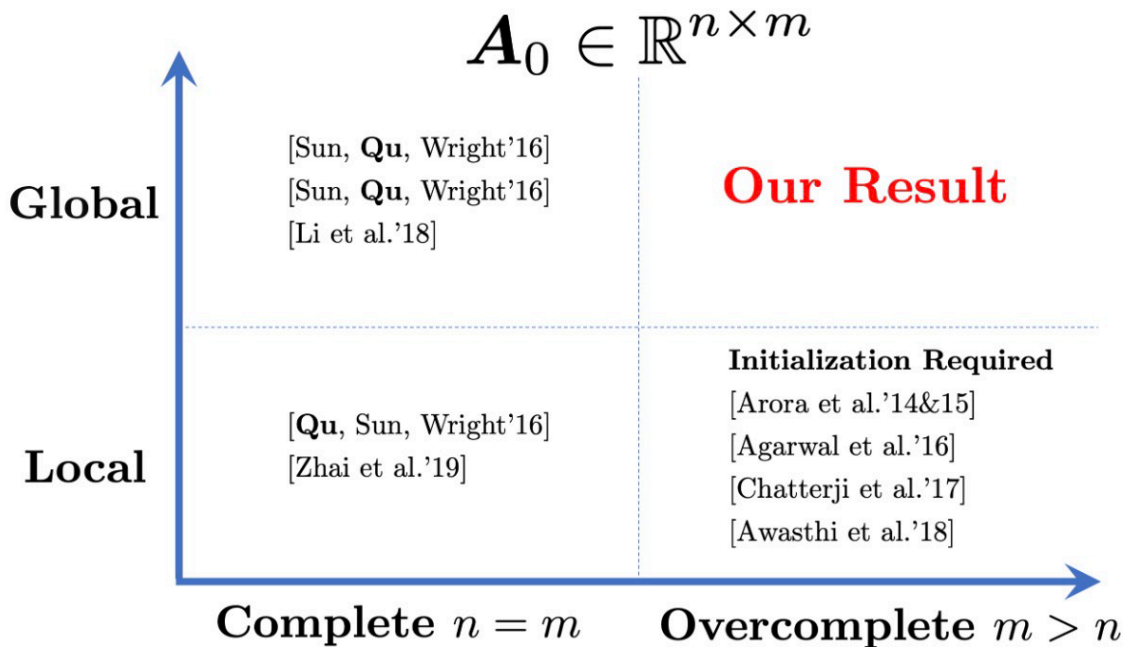 A₀ ∈ ℝⁿˣᵐ
Global
[Sun, Qu, Wright'16]
[Sun, Qu, Wright'16]
[Li et al.'18]
Our Result
Local
[Qu, Sun, Wright'16]
[Zhai et al.'19]
Initialization Required
[Arora et al.'14&15]
[Agarwal et al.'16]
[Chatterji et al.'17]
[Awasthi et al.'18]
Complete n = m
Overcomplete m > n